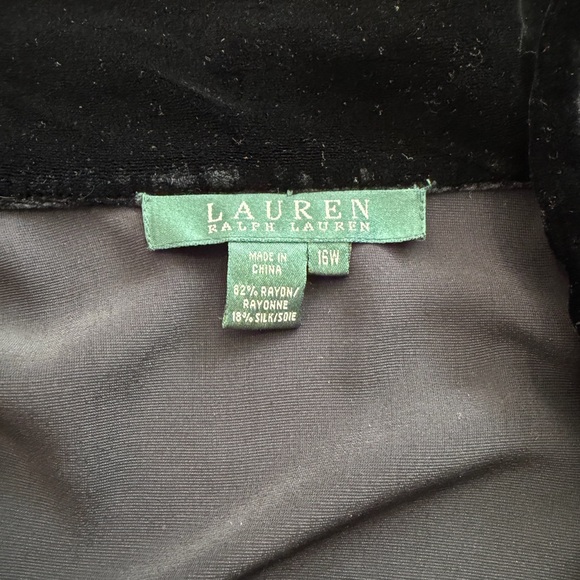 LAUREN
RALPH LAUREN
MADE IN
CHINA
16W
82% RAYON/
RAYONNE
18% SILK/SOIE